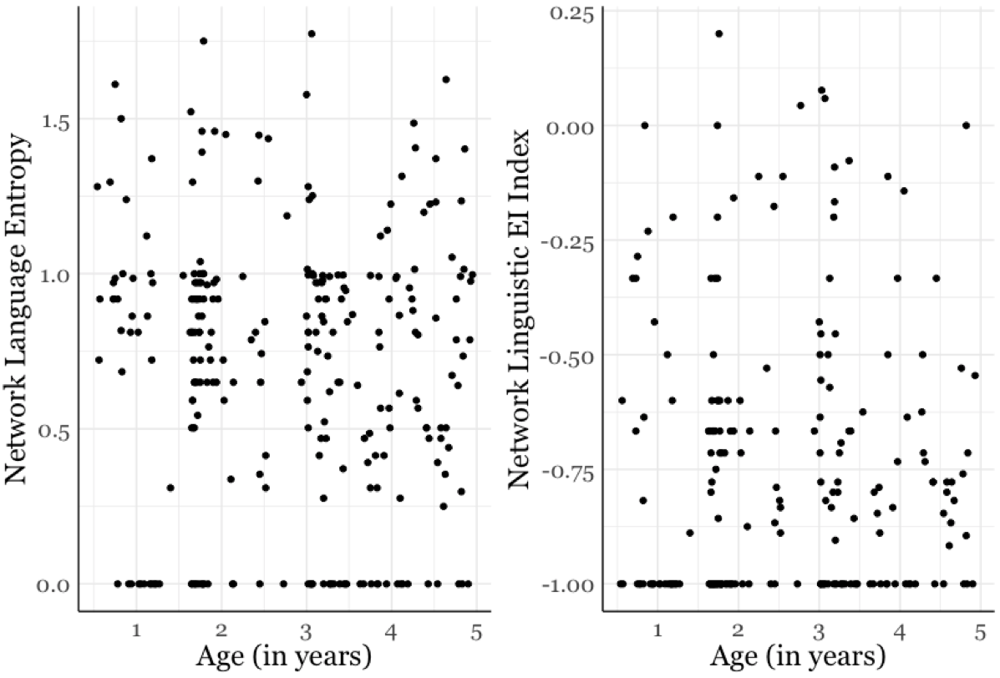 Network Language Entropy
1.5
1.0
0.5
0.0
1 2 3 4 5
Age (in years)
Network Linguistic EI Index
0.25
0.00
-0.25
-0.50
-0.75
-1.00
1 2 3 4 5
Age (in years)